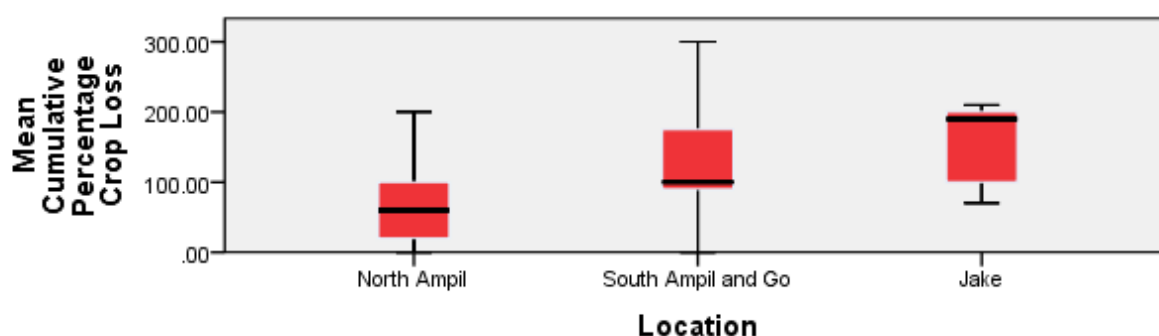 Mean
Cumulative
Percentage
Crop Loss
300.00
200.00
100.00
.00
North Ampil
South Ampil and Go
Jake
Location